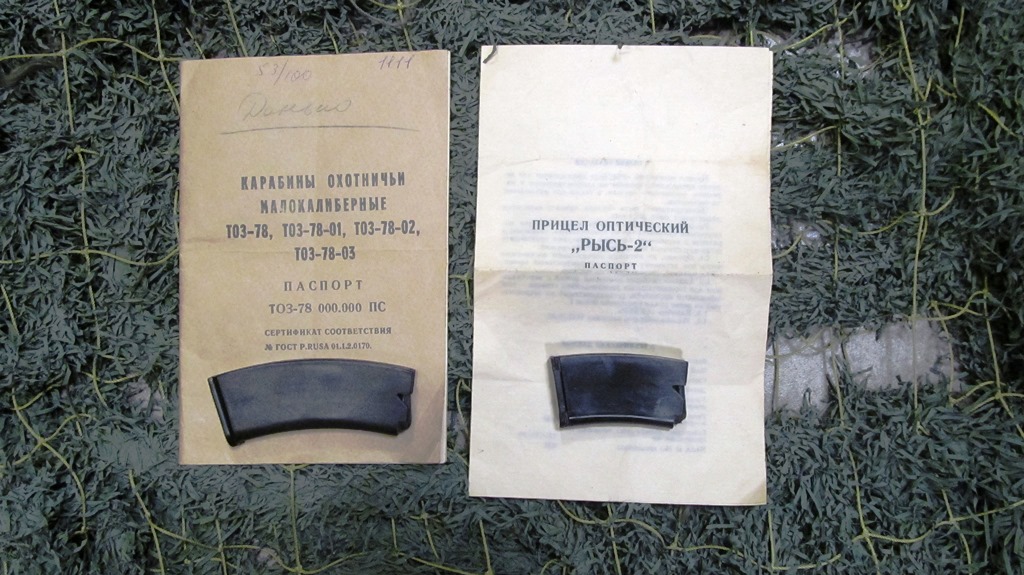 53/100 1111
КАРАБИНЫ ОХОТНИЧЬИ
МАЛОКАЛИБЕРНЫЕ
ТОЗ-78, ТОЗ-78-01, ТОЗ-78-02,
ТОЗ-78-03
ПАСПОРТ
ТОЗ-78 000.000 ПС
СЕРТИФИКАТ СООТВЕТСТВИЯ
№ ГОСТ Р.RUSA 01.1.2.0170.
ПРИЦЕЛ ОПТИЧЕСКИЙ
„РЫСЬ-2“
ПАСПОРТ